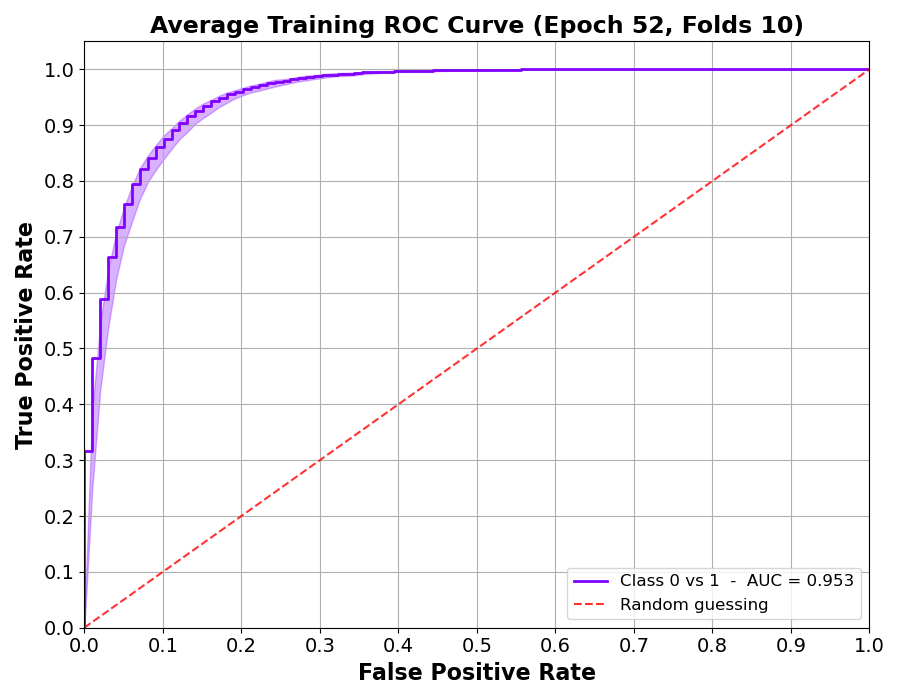 Average Training ROC Curve (Epoch 52, Folds 10)
True Positive Rate
1.0
0.9
0.8
0.7
0.6
0.5
0.4
0.3
0.2
0.1
0.0
Class 0 vs 1 - AUC = 0.953
Random guessing
0.0 0.1 0.2 0.3 0.4 0.5 0.6 0.7 0.8 0.9 1.0
False Positive Rate